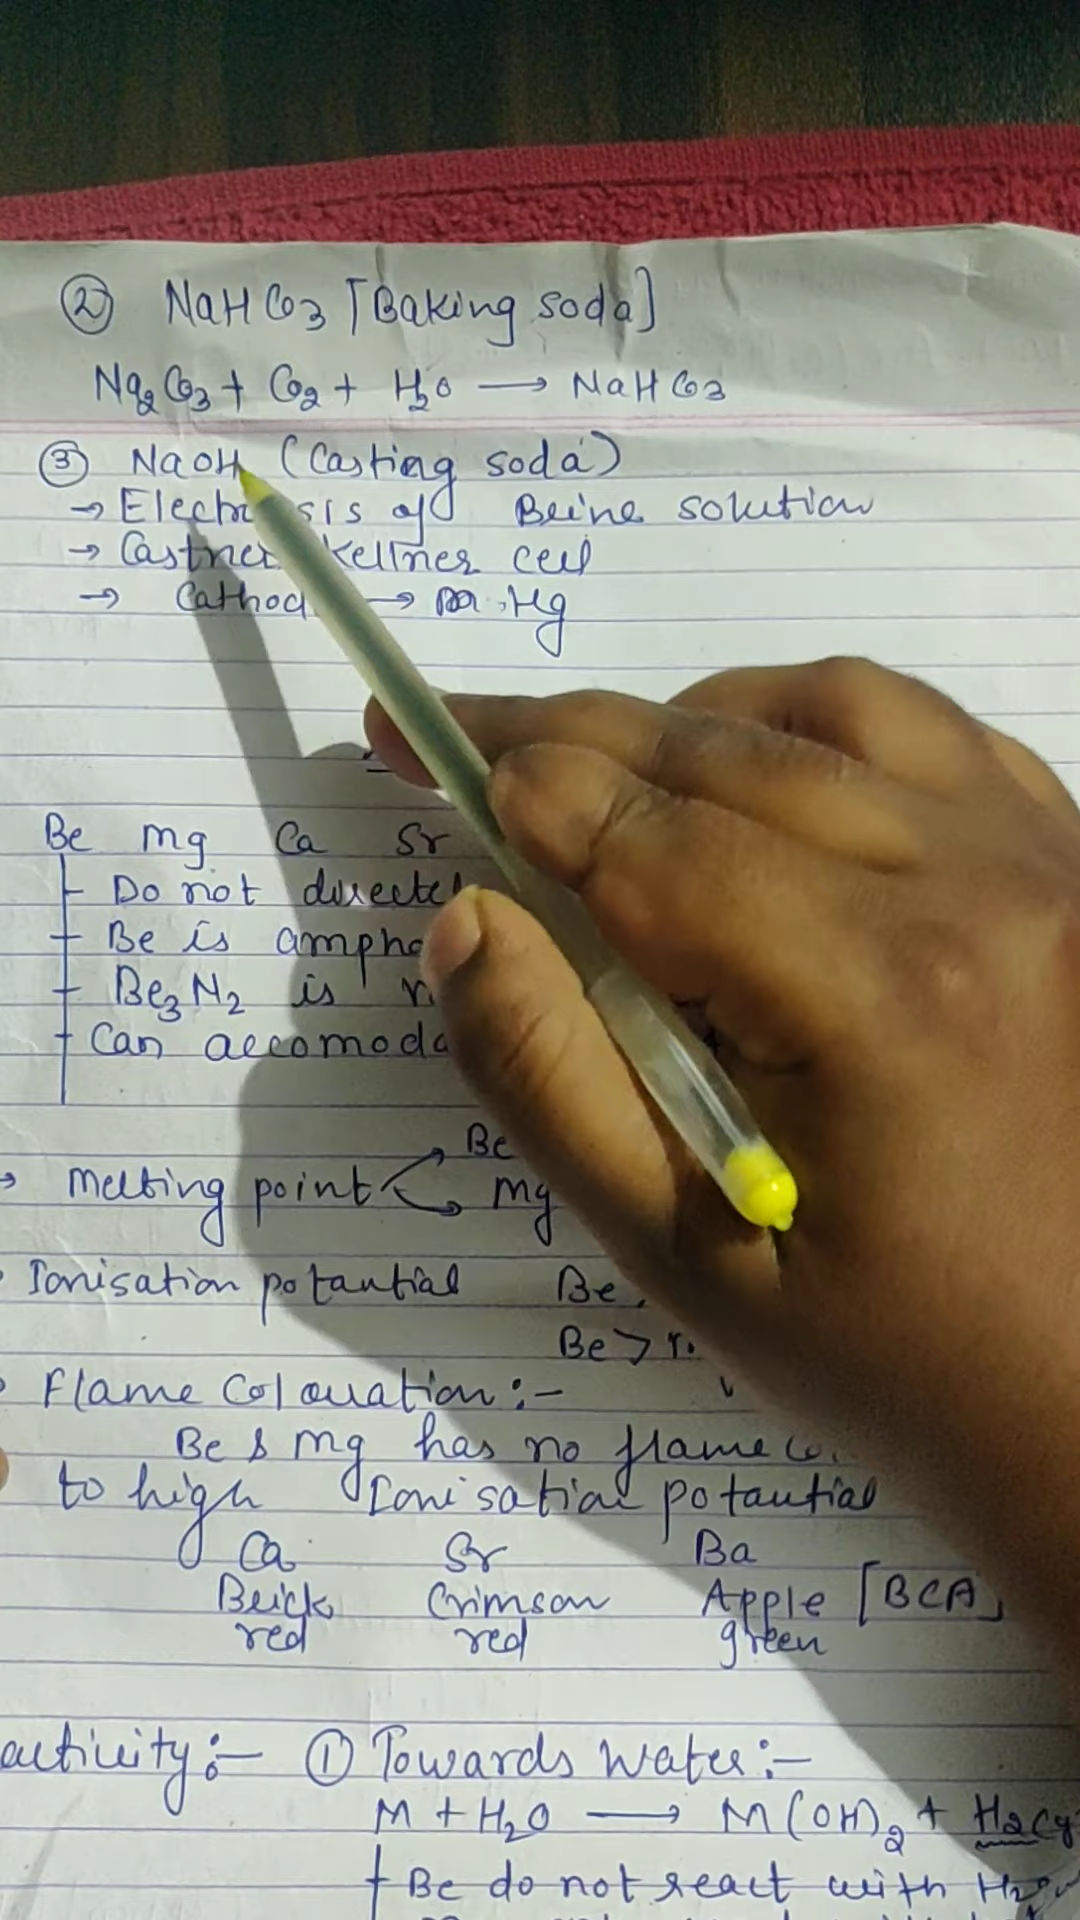 ② NaHCO3 [Baking soda]
Na2CO3 + CO2 + H2O → NaHCO3
③ NaOH (Casting soda)
→ Electro sis of Brine solution
→ Castner Kellner cell
→ Cathod → Hg
Be Mg Ca Sr
Do not directel
Be is ampho
Be3N2 is
Can accomoda
Be
→ Melting point
Mg
Ionisation potantial Be
Be >
Flame Colouration :-
Be & Mg has no flame co
to high Ionisation potantial
Ca Sr Ba
Brick Crimson Apple [BCA]
red red green
activity :- ① Towards Water :-
M + H2O → M(OH)2 + H2(g
Be do not react with H2O